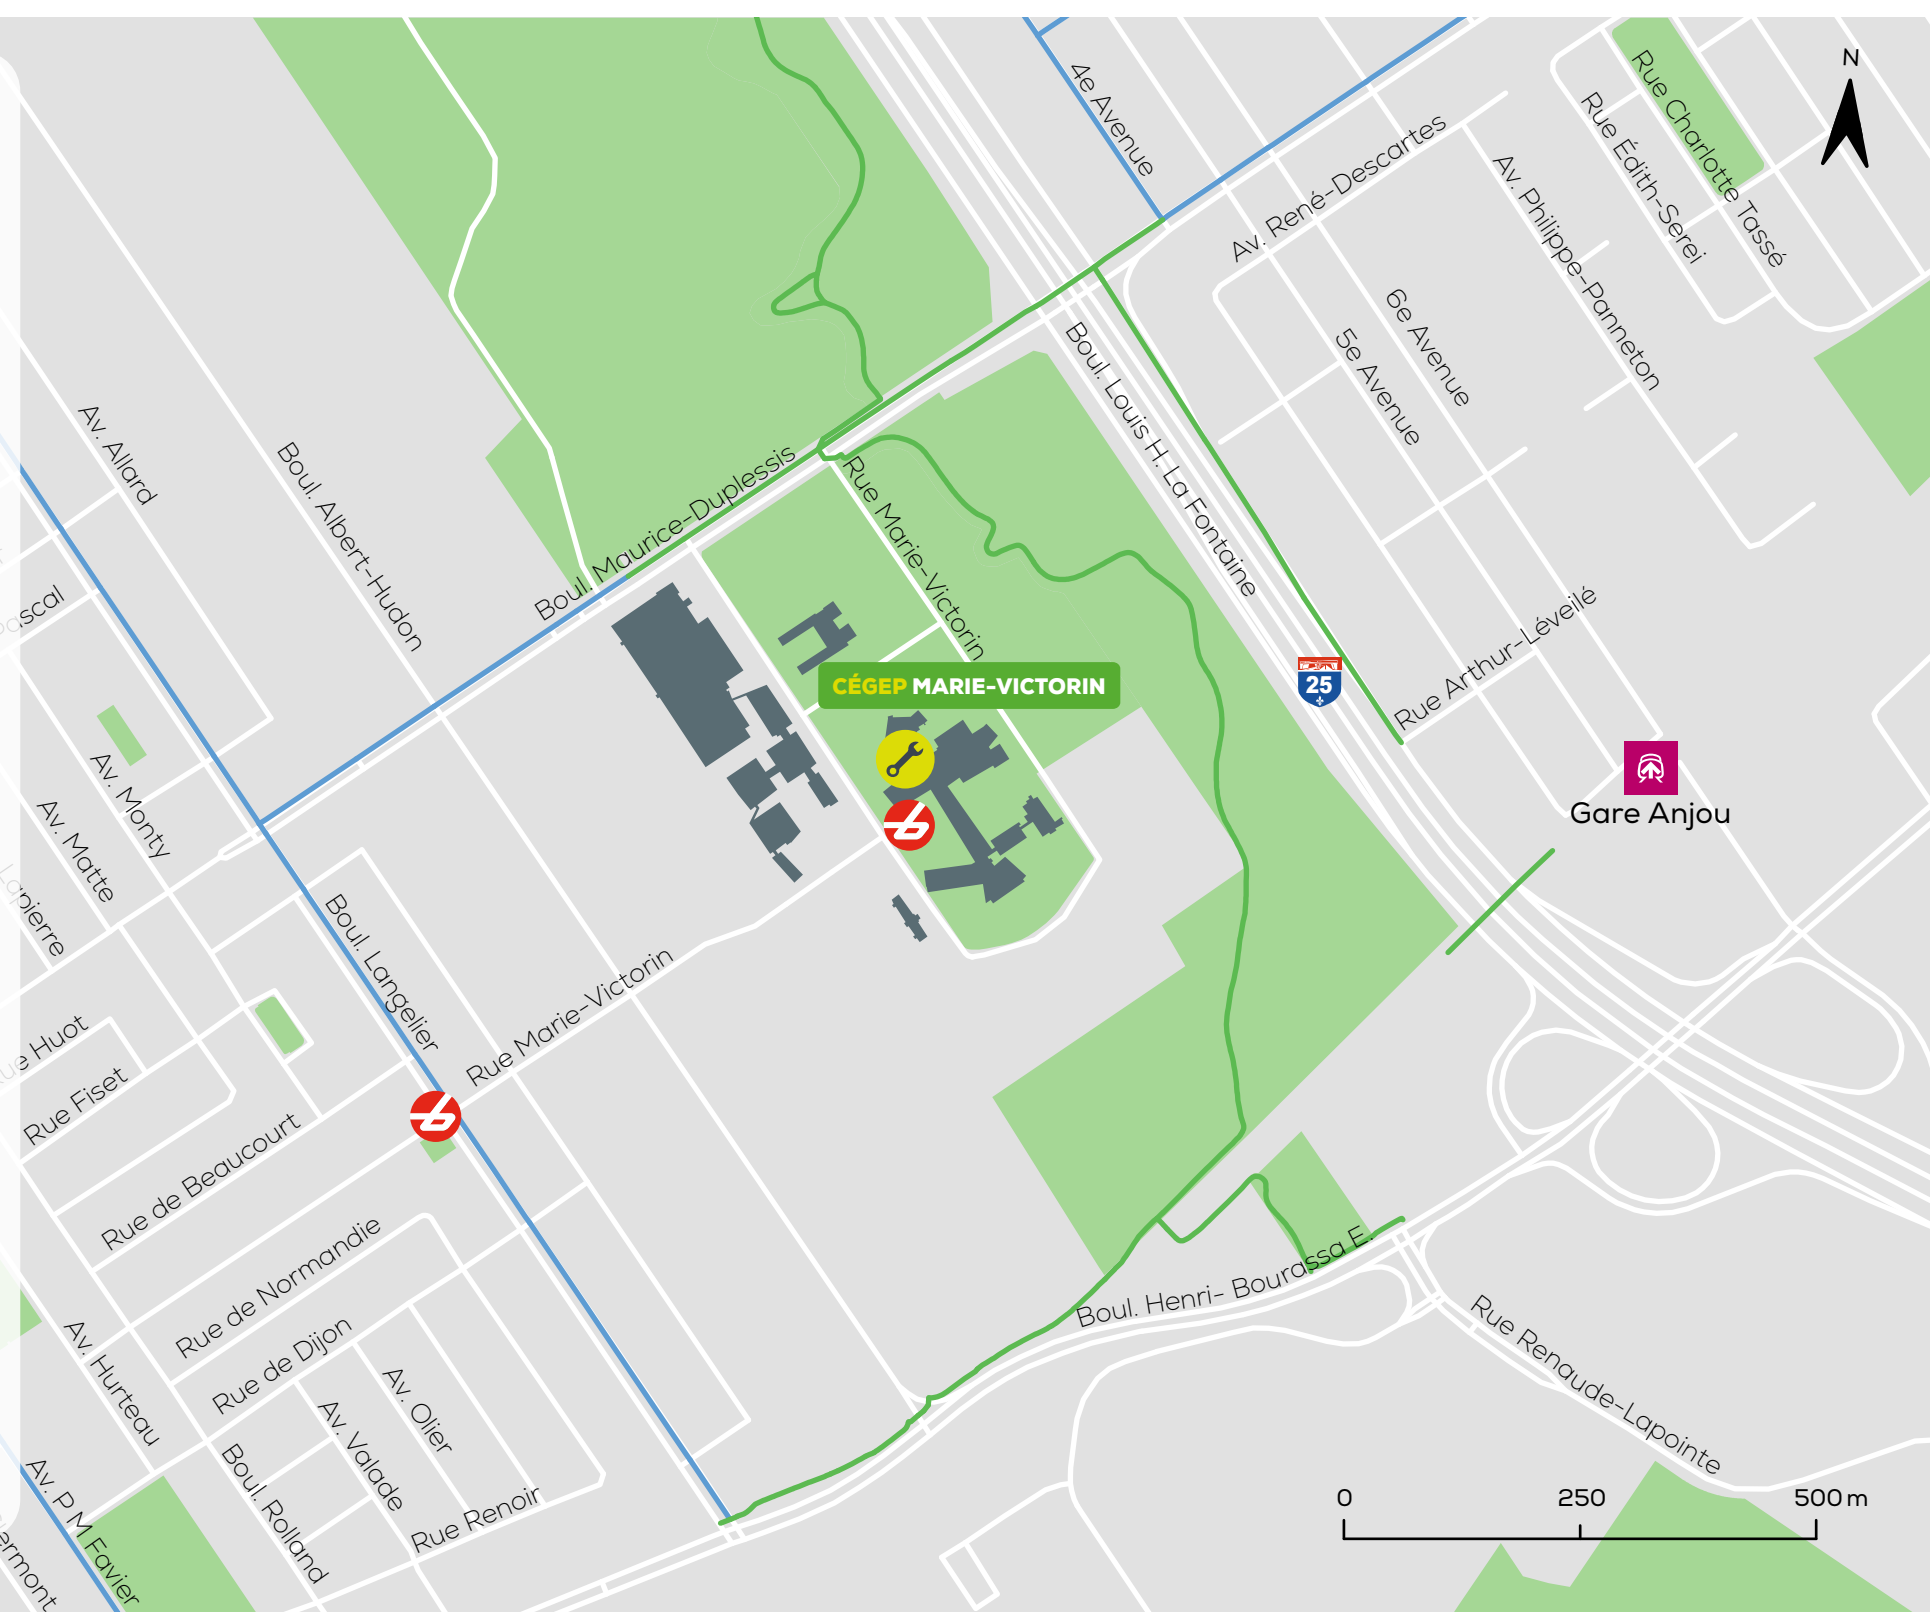 N
4e Avenue
Rue Charlotte Tassé
Rue Édith-Serei
Av. René-Descartes
Av. Philippe-Panneton
6e Avenue
5e Avenue
Boul. Louis H. La Fontaine
Av. Allard
Boul. Albert-Hudon
Boul. Maurice-Duplessis
Rue Marie-Victorin
CÉGEP MARIE-VICTORIN
25
Rue Arthur-Léveilé
Gare Anjou
Av. Monty
Av. Matte
Lapierre
Boul. Langelier
Rue Marie-Victorin
Huot
Rue Fiset
Rue de Beaucourt
Rue de Normandie
Rue de Dijon
Av. Hurteau
Av. Olier
Av. Valade
Boul. Rolland
Rue Renoir
Av. P M Favier
Boul. Henri- Bourassa E.
Rue Renaude-Lapointe
0 250 500 m